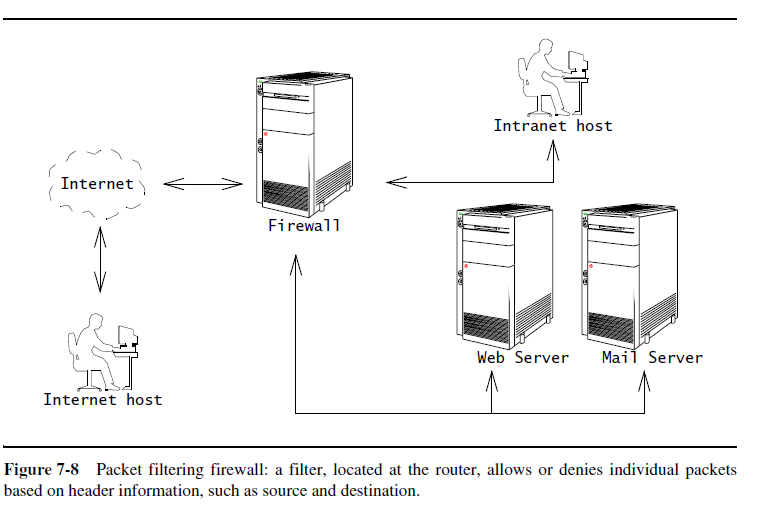 Intranet host
Internet
Firewall
Web Server
Mail Server
Internet host
Figure 7-8 Packet filtering firewall: a filter, located at the router, allows or denies individual packets
based on header information, such as source and destination.